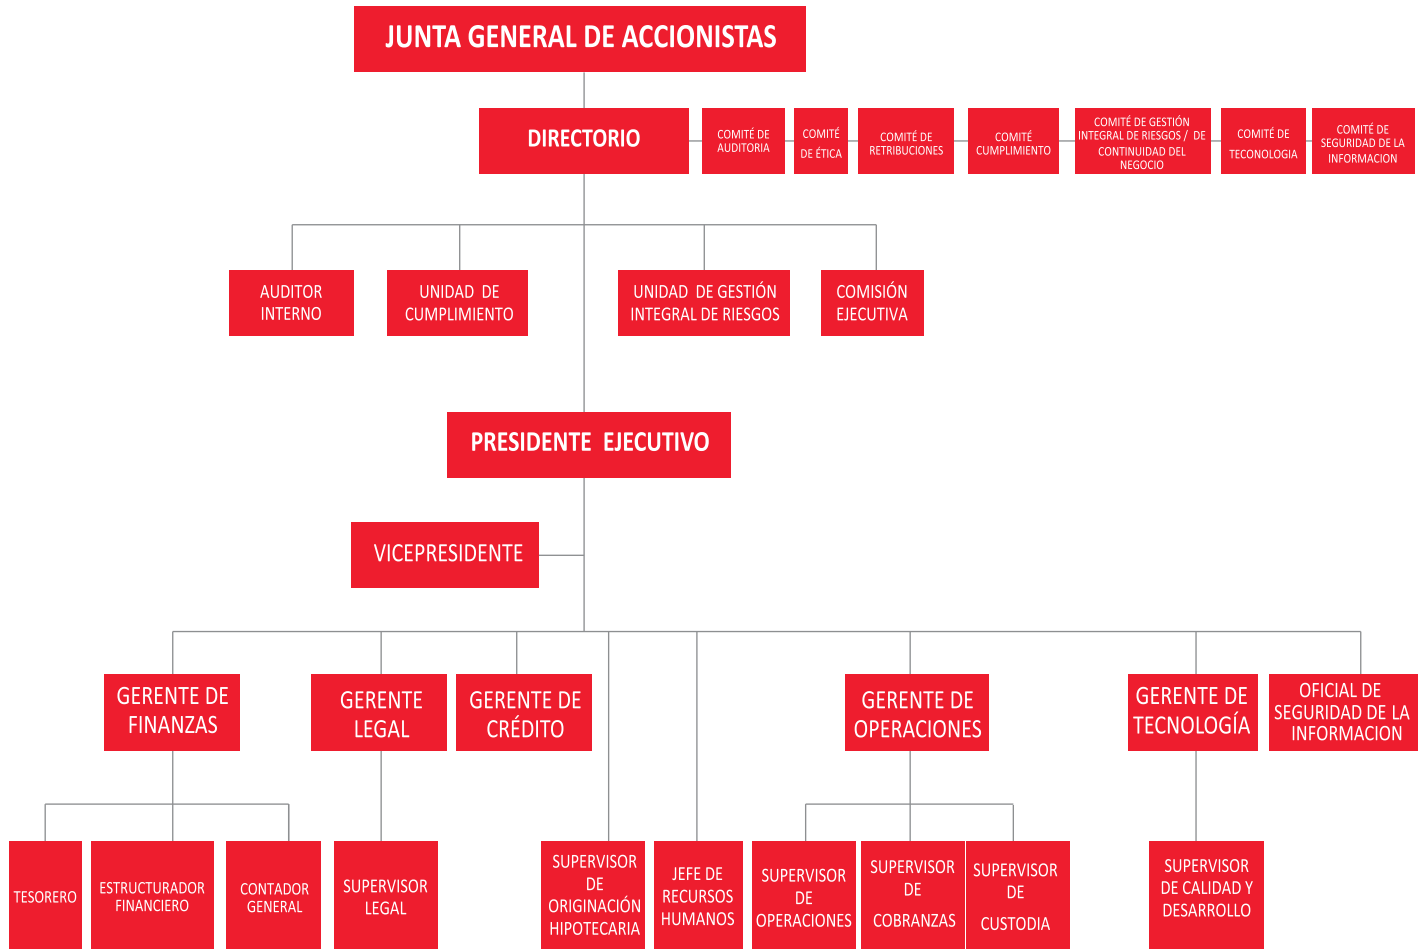 JUNTA GENERAL DE ACCIONISTAS
DIRECTORIO
COMITÉ DE
AUDITORIA
COMITÉ
DE ÉTICA
COMITÉ DE
RETRIBUCIONES
COMITÉ
CUMPLIMIENTO
COMITÉ DE GESTIÓN
INTEGRAL DE RIESGOS / DE
CONTINUIDAD DEL
NEGOCIO
COMITÉ DE
TECONOLOGIA
COMITÉ DE
SEGURIDAD DE LA
INFORMACION
AUDITOR
INTERNO
UNIDAD DE
CUMPLIMIENTO
UNIDAD DE GESTIÓN
INTEGRAL DE RIESGOS
COMISIÓN
EJECUTIVA
PRESIDENTE EJECUTIVO
VICEPRESIDENTE
GERENTE DE
FINANZAS
GERENTE
LEGAL
GERENTE DE
CRÉDITO
GERENTE DE
OPERACIONES
GERENTE DE
TECNOLOGÍA
OFICIAL DE
SEGURIDAD DE LA
INFORMACION
TESORERO
ESTRUCTURADOR
FINANCIERO
CONTADOR
GENERAL
SUPERVISOR
LEGAL
SUPERVISOR
DE
ORIGINACIÓN
HIPOTECARIA
JEFE DE
RECURSOS
HUMANOS
SUPERVISOR
DE
OPERACIONES
SUPERVISOR
DE
COBRANZAS
SUPERVISOR
DE
CUSTODIA
SUPERVISOR
DE CALIDAD Y
DESARROLLO